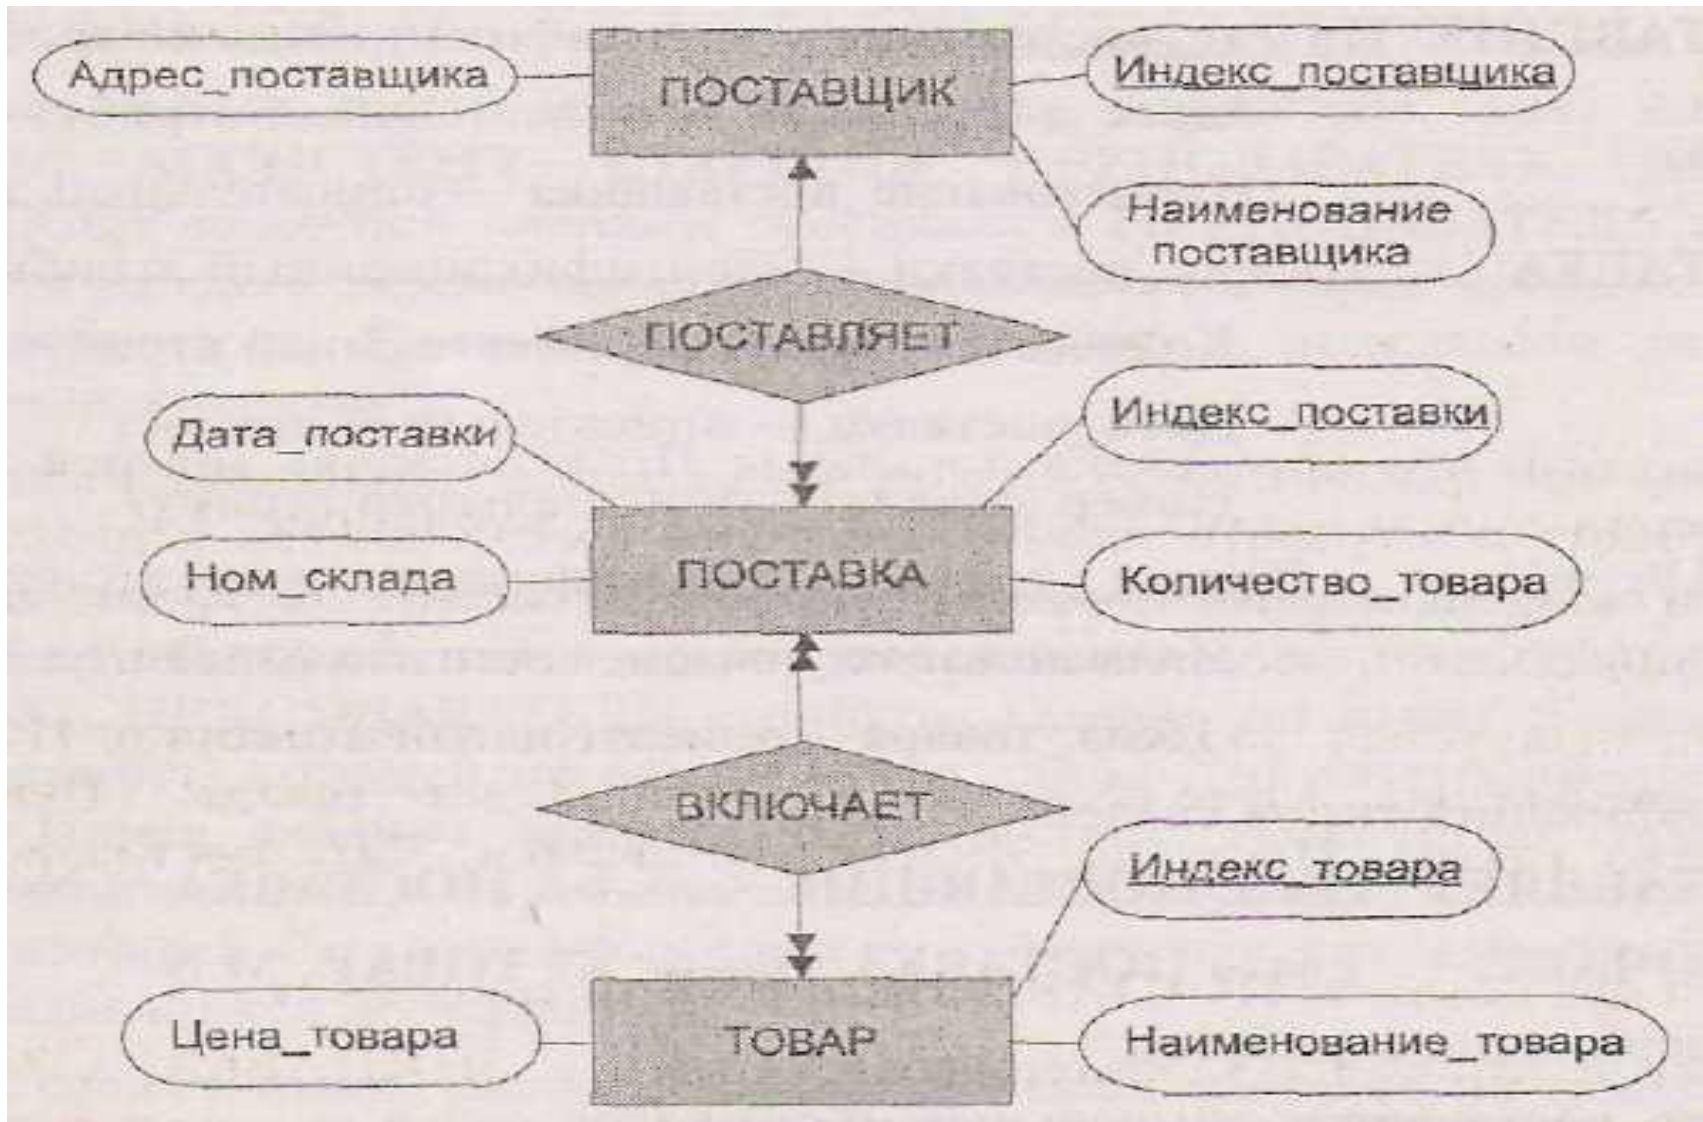 Адрес_поставщика
ПОСТАВЩИК
Индекс_поставщика
Наименование
поставщика
ПОСТАВЛЯЕТ
Дата_поставки
Индекс_поставки
Ном_склада
ПОСТАВКА
Количество_товара
ВКЛЮЧАЕТ
Индекс_товара
Цена_товара
ТОВАР
Наименование_товара